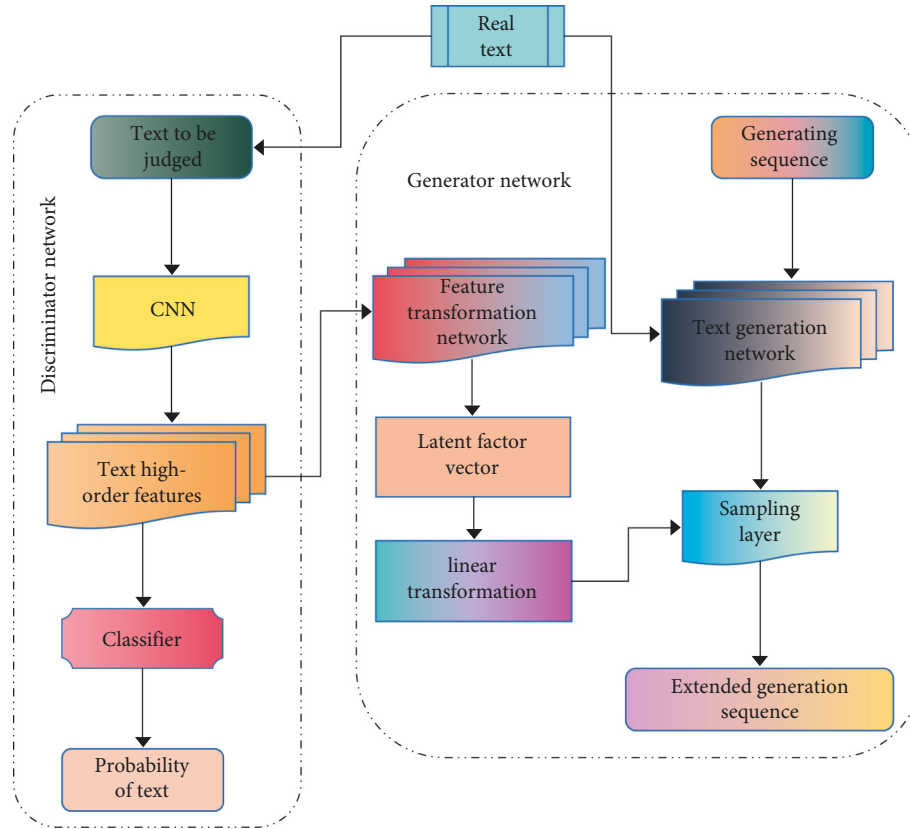 Real
text
Discriminator network
Text to be
judged
CNN
Text high-
order features
Classifier
Probability
of text
Generator network
Feature
transformation
network
Latent factor
vector
linear
transformation
Generating
sequence
Text generation
network
Sampling
layer
Extended generation
sequence